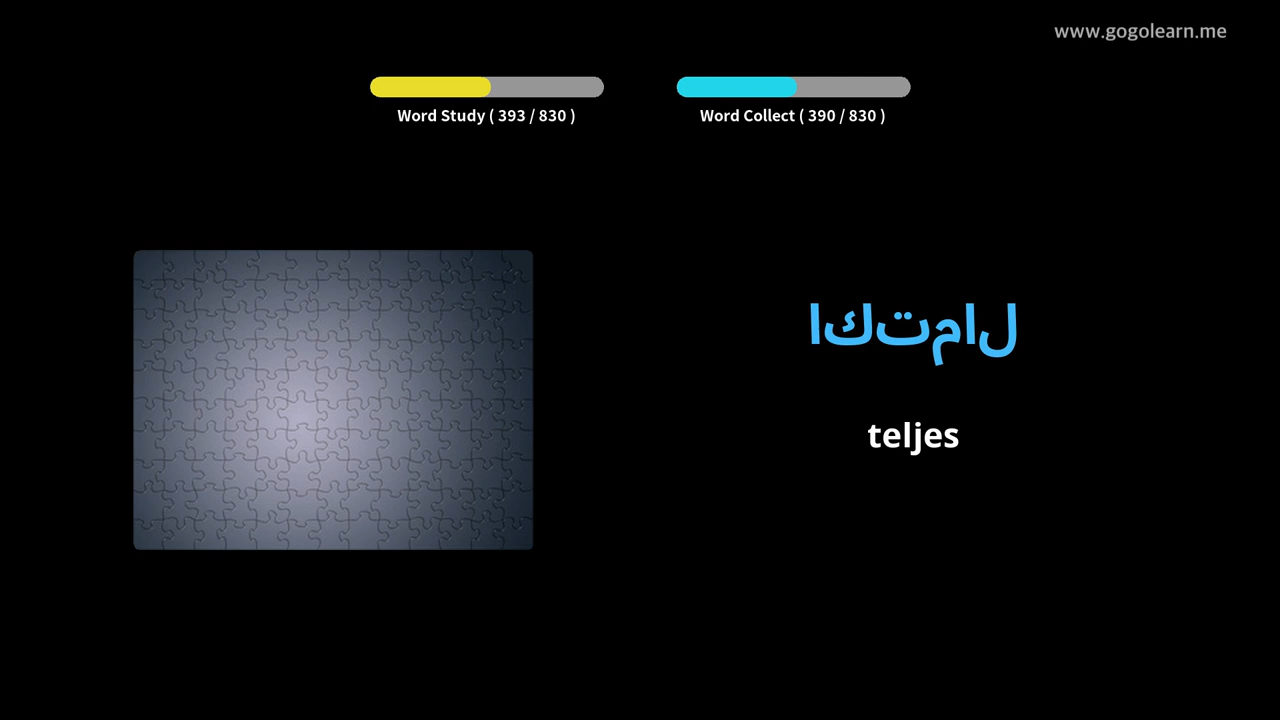 www.gogolearn.me
Word Study ( 393 / 830 )
Word Collect ( 390 / 830 )
اكتمال
teljes